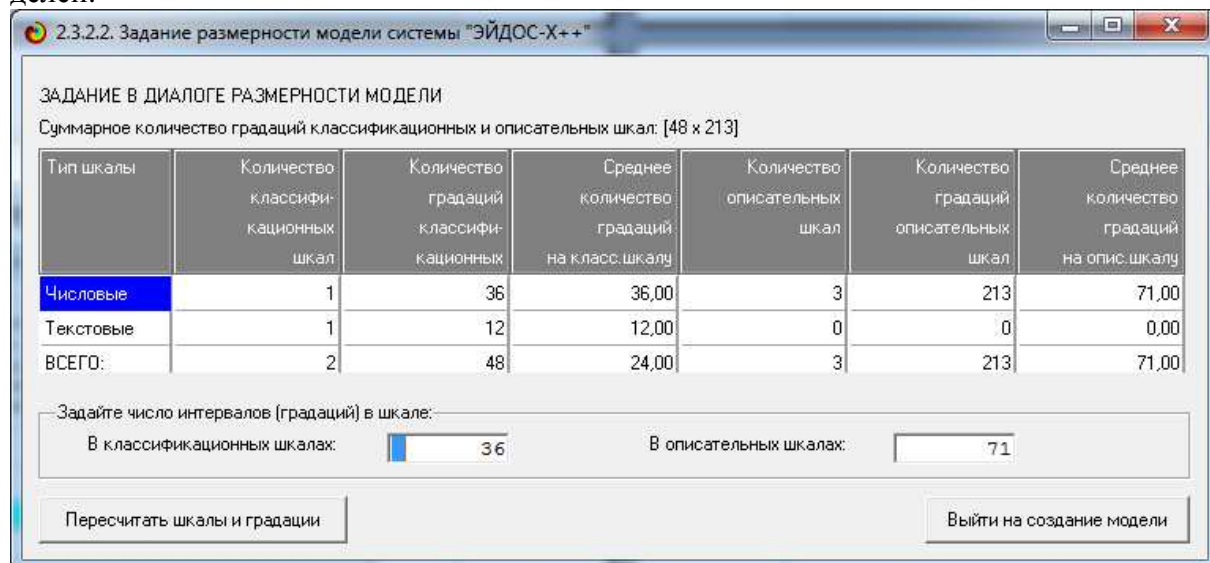 делей.
2.3.2.2. Задание размерности модели системы "ЭЙДОС-X++"
ЗАДАНИЕ В ДИАЛОГЕ РАЗМЕРНОСТИ МОДЕЛИ
Суммарное количество градаций классификационных и описательных шкал: [48 x 213]
Тип шкалы Количество классифи- кационных шкал Количество градаций классифи- кационных Среднее количество градаций на класс.шкалу Количество описательных шкал Количество градаций описательных шкал Среднее количество градаций на опис.шкалу
Числовые 1 36 36,00 3 213 71,00
Текстовые 1 12 12,00 0 0 0,00
ВСЕГО: 2 48 24,00 3 213 71,00
Задайте число интервалов (градаций) в шкале:
В классификационных шкалах: 36 В описательных шкалах: 71
Пересчитать шкалы и градации Выйти на создание модели